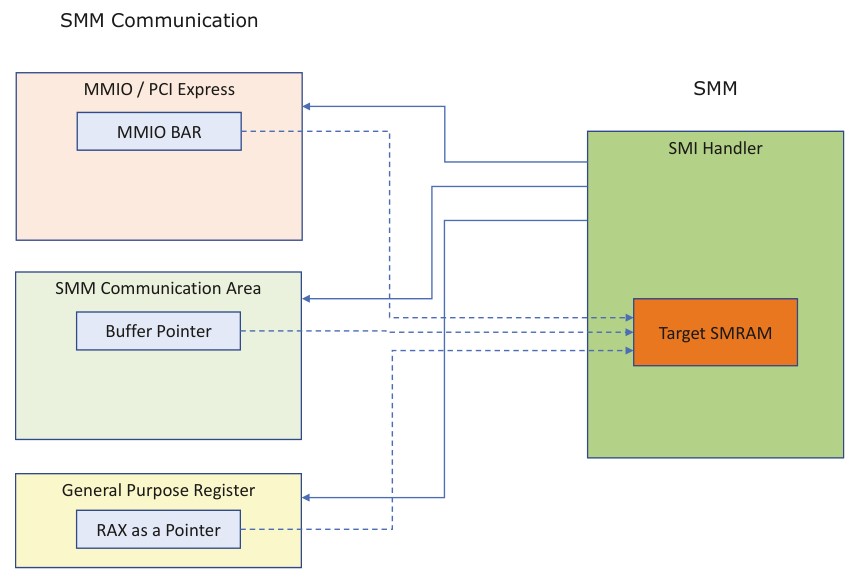 SMM Communication
MMIO / PCI Express
MMIO BAR
SMM Communication Area
Buffer Pointer
General Purpose Register
RAX as a Pointer
SMM
SMI Handler
Target SMRAM